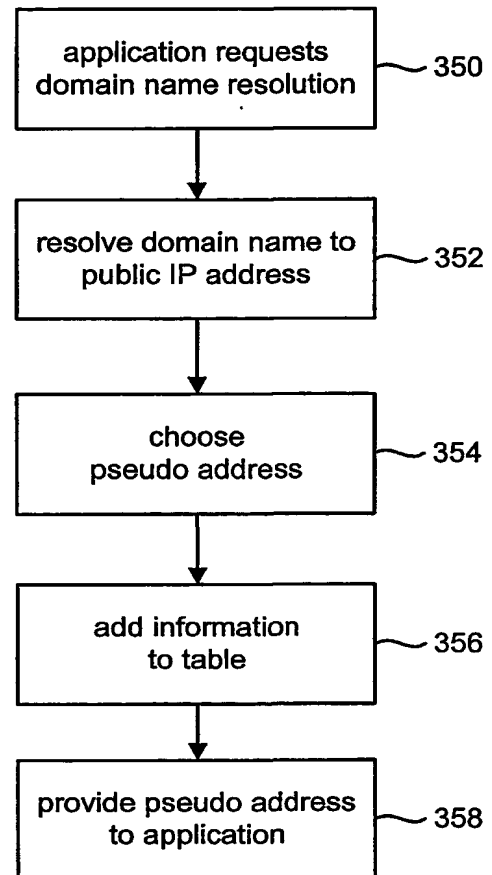 application requests
domain name resolution
350
resolve domain name to
public IP address
352
choose
pseudo address
354
add information
to table
356
provide pseudo address
to application
358